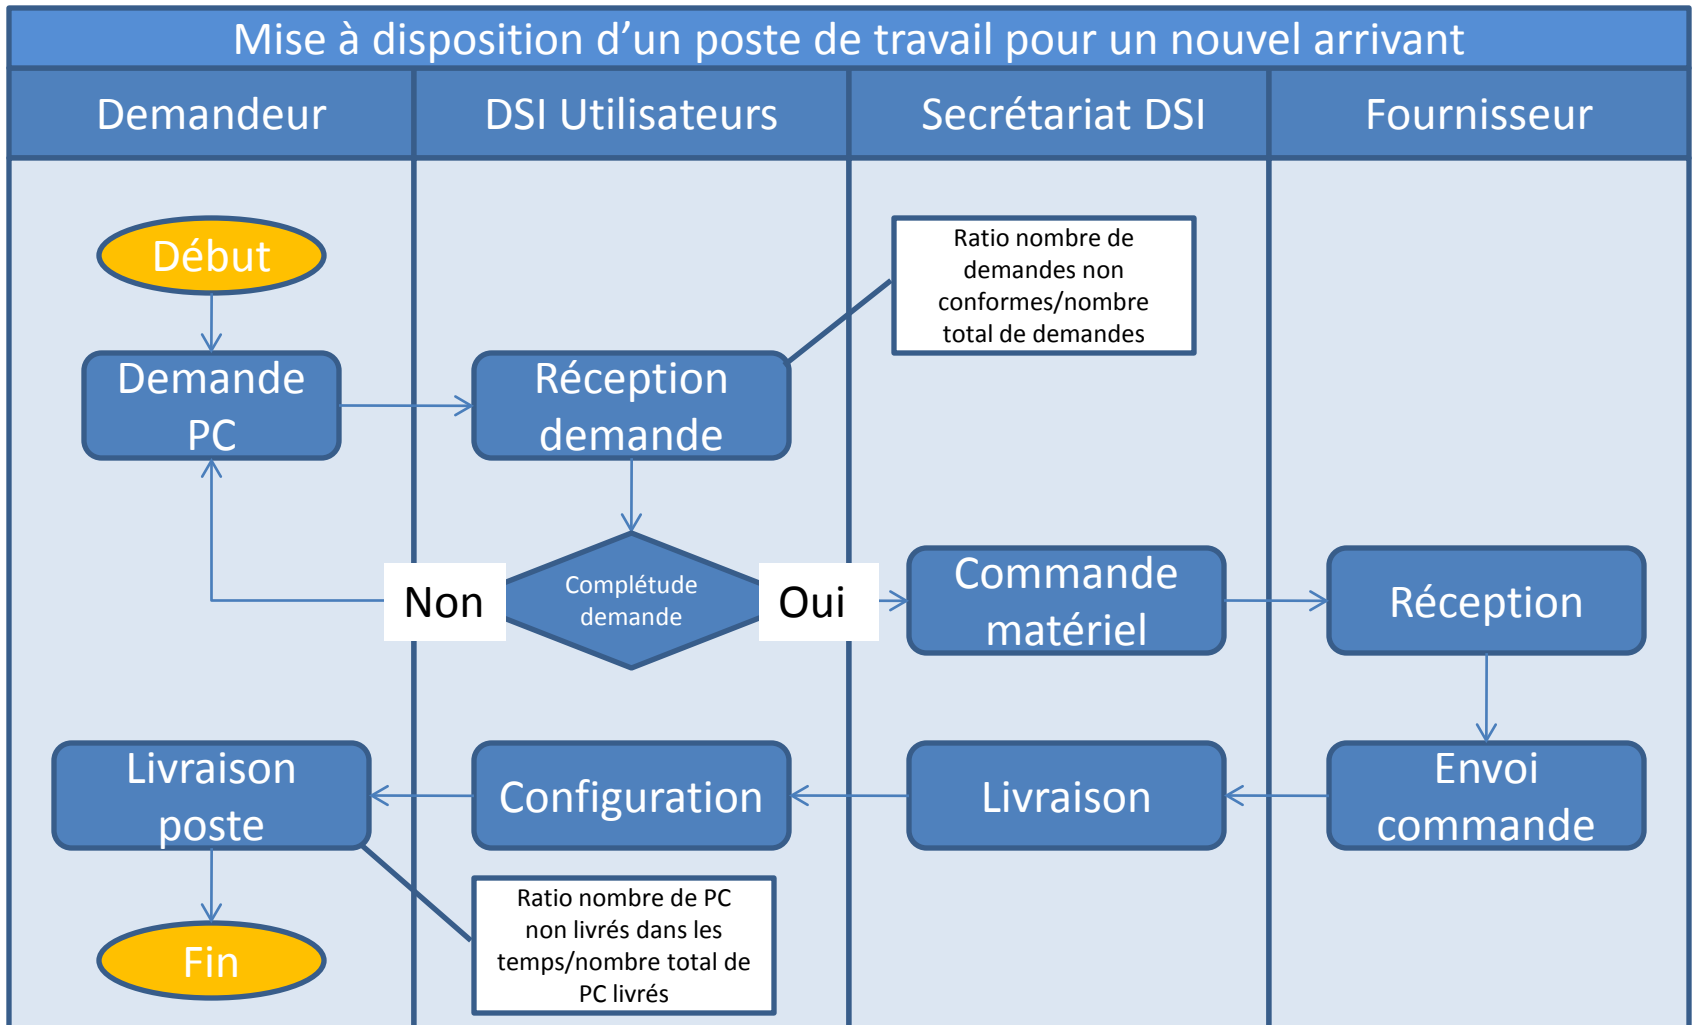 Mise à disposition d’un poste de travail pour un nouvel arrivant
Demandeur
DSI Utilisateurs
Secrétariat DSI
Fournisseur
Début
Ratio nombre de
demandes non
conformes/nombre
total de demandes
Demande
PC
Réception
demande
Non
Complétude
demande
Oui
Commande
matériel
Réception
Livraison
poste
Configuration
Livraison
Envoi
commande
Ratio nombre de PC
non livrés dans les
temps/nombre total de
PC livrés
Fin